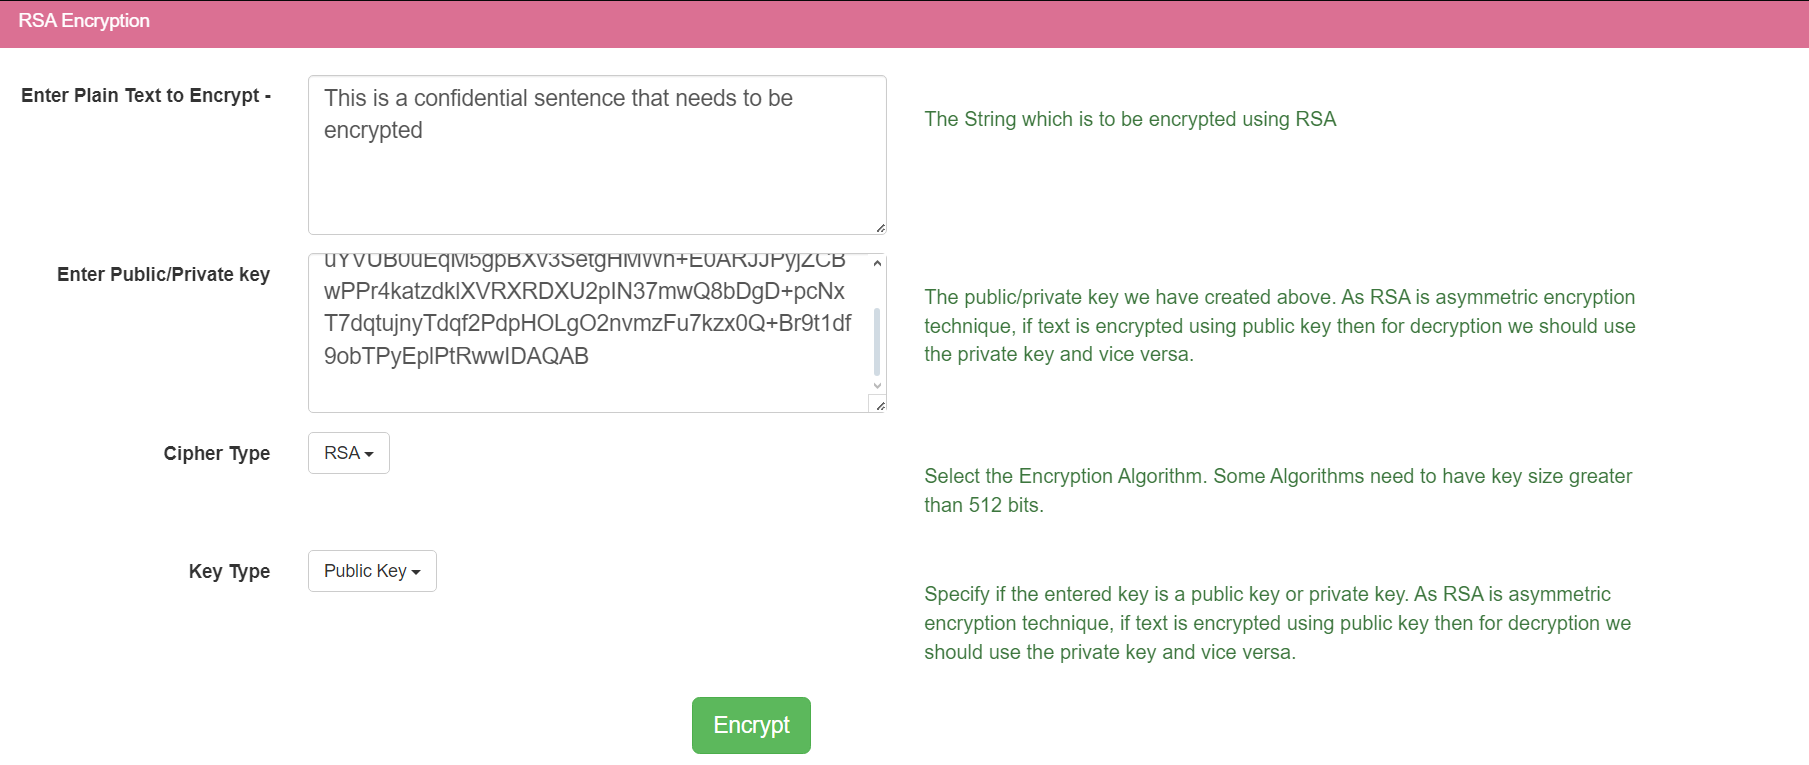 RSA Encryption
Enter Plain Text to Encrypt -
This is a confidential sentence that needs to be
encrypted
The String which is to be encrypted using RSA
Enter Public/Private key
uYVUB0uEqM5gpBXv3SetgHMWh+E0ARJJPyjZCB
wPPr4katzdklXVRXRDXU2pIN37mwQ8bDgD+pcNx
T7dqtujnyTdqf2PdpHOLgO2nvmzFu7kzx0Q+Br9t1df
9obTPyEplPtRwwIDAQAB
The public/private key we have created above. As RSA is asymmetric encryption
technique, if text is encrypted using public key then for decryption we should use
the private key and vice versa.
Cipher Type
RSA
Select the Encryption Algorithm. Some Algorithms need to have key size greater
than 512 bits.
Key Type
Public Key
Specify if the entered key is a public key or private key. As RSA is asymmetric
encryption technique, if text is encrypted using public key then for decryption we
should use the private key and vice versa.
Encrypt